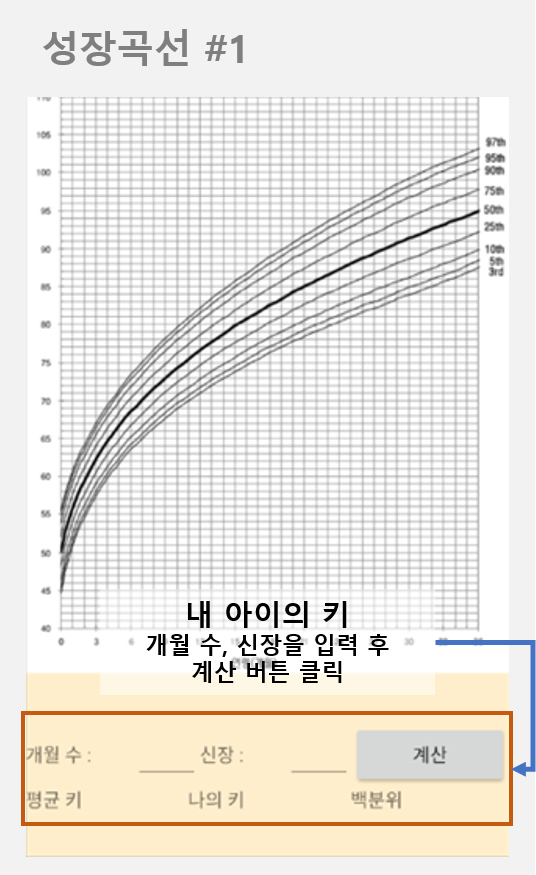 성장곡선 #1
110
105
100
95
90
85
80
75
70
65
60
55
50
45
40
97th
95th
90th
75th
50th
25th
10th
5th
3rd
0
3
6
30
내 아이의 키
개월 수, 신장을 입력 후
계산 버튼 클릭
개월 수 :
신장 :
계산
평균 키
나의 키
백분위